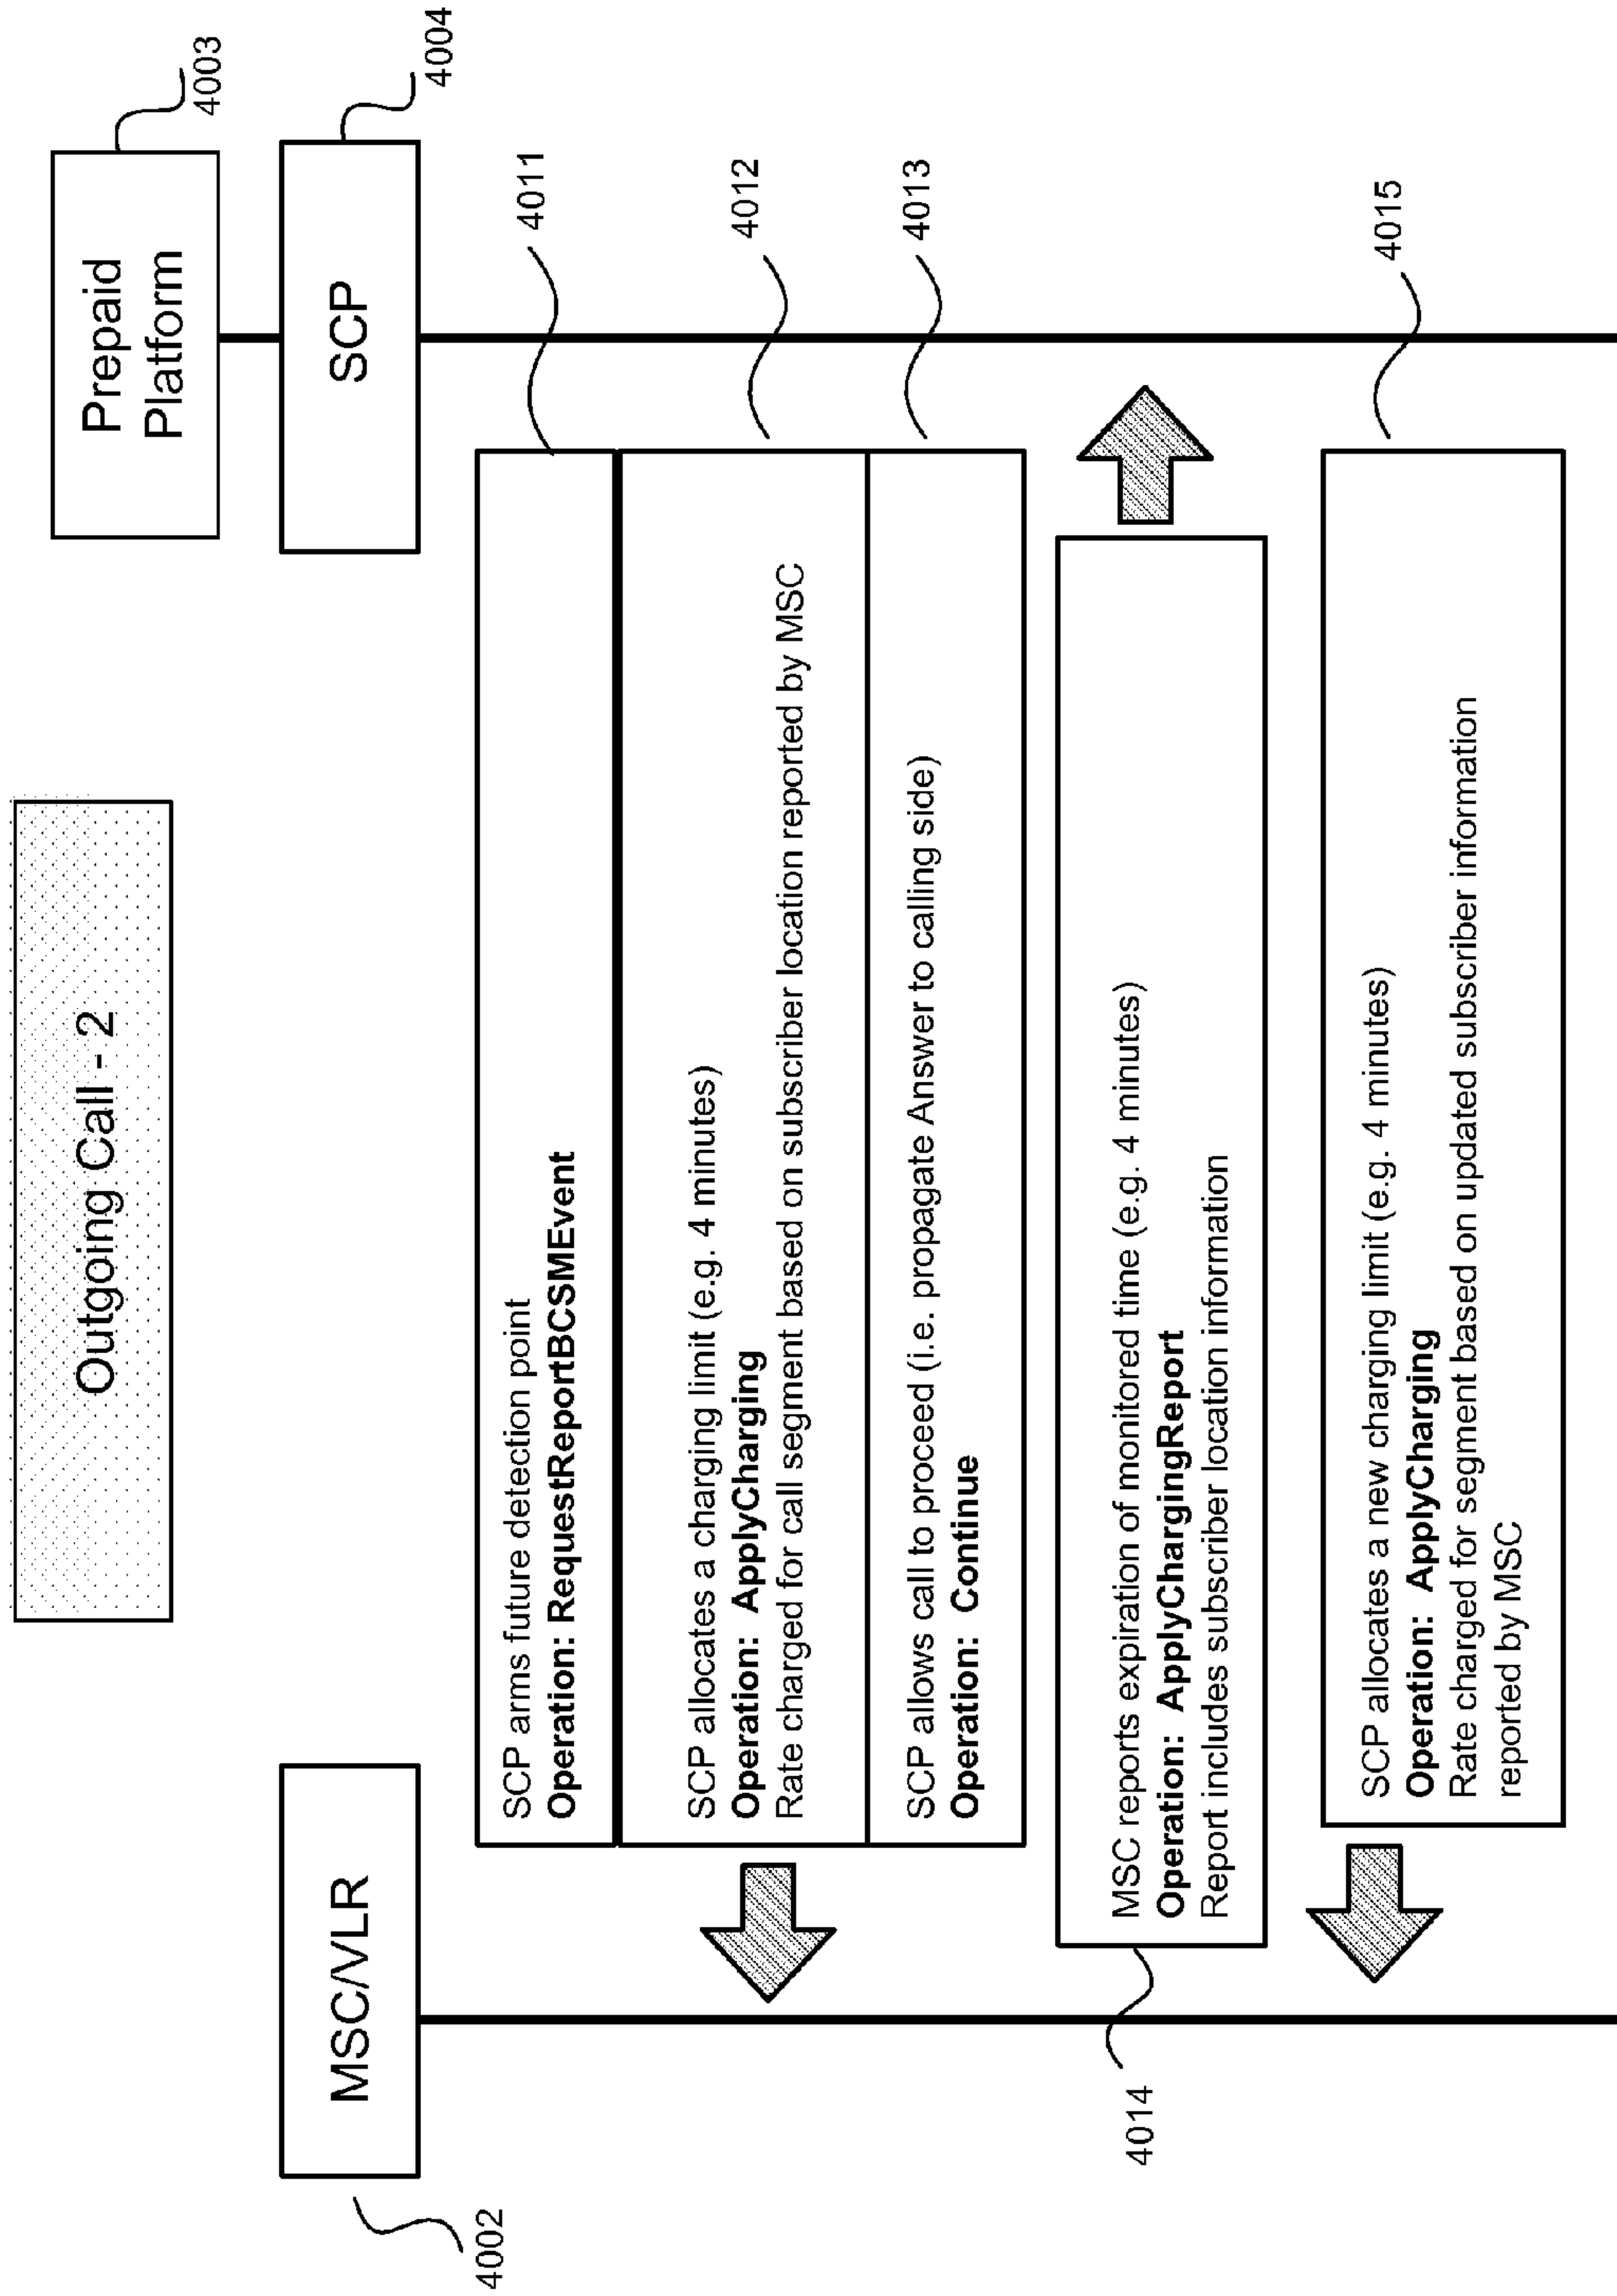 Outgoing Call - 2
Prepaid
Platform
4003
MSC/VLR
4002
SCP
4004
SCP arms future detection point
Operation: RequestReportBCSMEvent
4011
SCP allocates a charging limit (e.g. 4 minutes)
Operation: ApplyCharging
Rate charged for call segment based on subscriber location reported by MSC
4012
SCP allows call to proceed (i.e. propagate Answer to calling side)
Operation: Continue
4013
MSC reports expiration of monitored time (e.g. 4 minutes)
Operation: ApplyChargingReport
Report includes subscriber location information
4014
SCP allocates a new charging limit (e.g. 4 minutes)
Operation: ApplyCharging
Rate charged for segment based on updated subscriber information
reported by MSC
4015